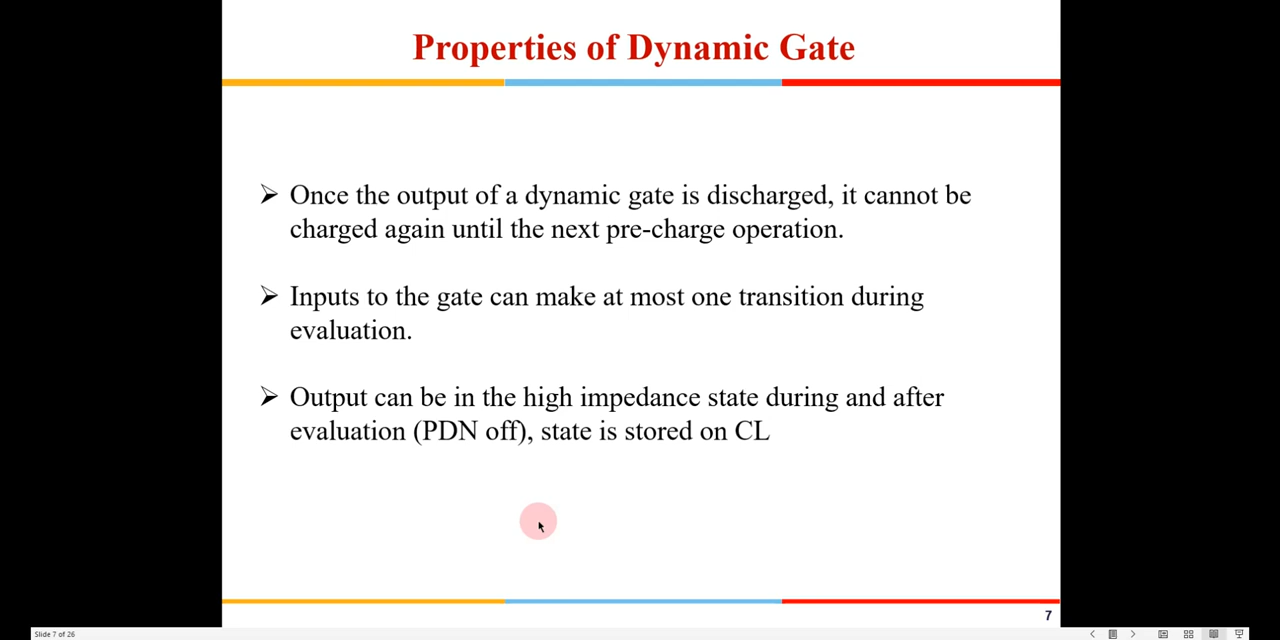 Properties of Dynamic Gate
➢ Once the output of a dynamic gate is discharged, it cannot be
charged again until the next pre-charge operation.
➢ Inputs to the gate can make at most one transition during
evaluation.
➢ Output can be in the high impedance state during and after
evaluation (PDN off), state is stored on CL
7
Slide 7 of 26